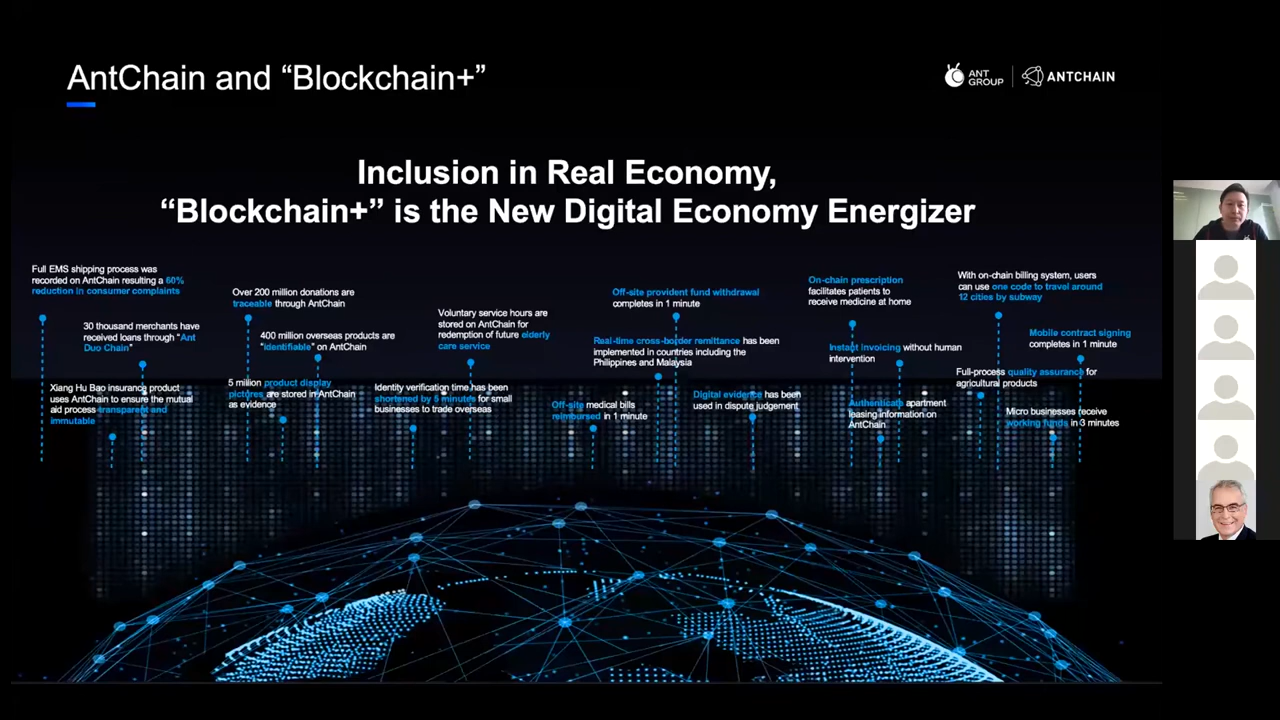 AntChain and “Blockchain+”
ANT
GROUP
ANTCHAIN
Inclusion in Real Economy,
“Blockchain+” is the New Digital Economy Energizer
Full EMS shipping process was
recorded on AntChain resulting a 60%
reduction in consumer complaints
30 thousand merchants have
received loans through “Ant
Duo Chain”
Xiang Hu Bao insurance product
uses AntChain to ensure the mutual
aid process transparent and
immutable
Over 200 million donations are
traceable through AntChain
400 million overseas products are
“identifiable” on AntChain
5 million product display
pictures are stored in AntChain
as evidence
Voluntary service hours are
stored on AntChain for
redemption of future elderly
care service
Identity verification time has been
shortened by 5 minutes for small
businesses to trade overseas
Off-site provident fund withdrawal
completes in 1 minute
Real-time cross-border remittance has been
implemented in countries including the
Philippines and Malaysia
Off-site medical bills
reimbursed in 1 minute
Digital evidence has been
used in dispute judgement
On-chain prescription
facilitates patients to
receive medicine at home
Instant Invoicing without human
intervention
Authenticate apartment
leasing information on
AntChain
With on-chain billing system, users
can use one code to travel around
12 cities by subway
Mobile contract signing
completes in 1 minute
Full-process quality assurance for
agricultural products
Micro businesses receive
working funds in 3 minutes